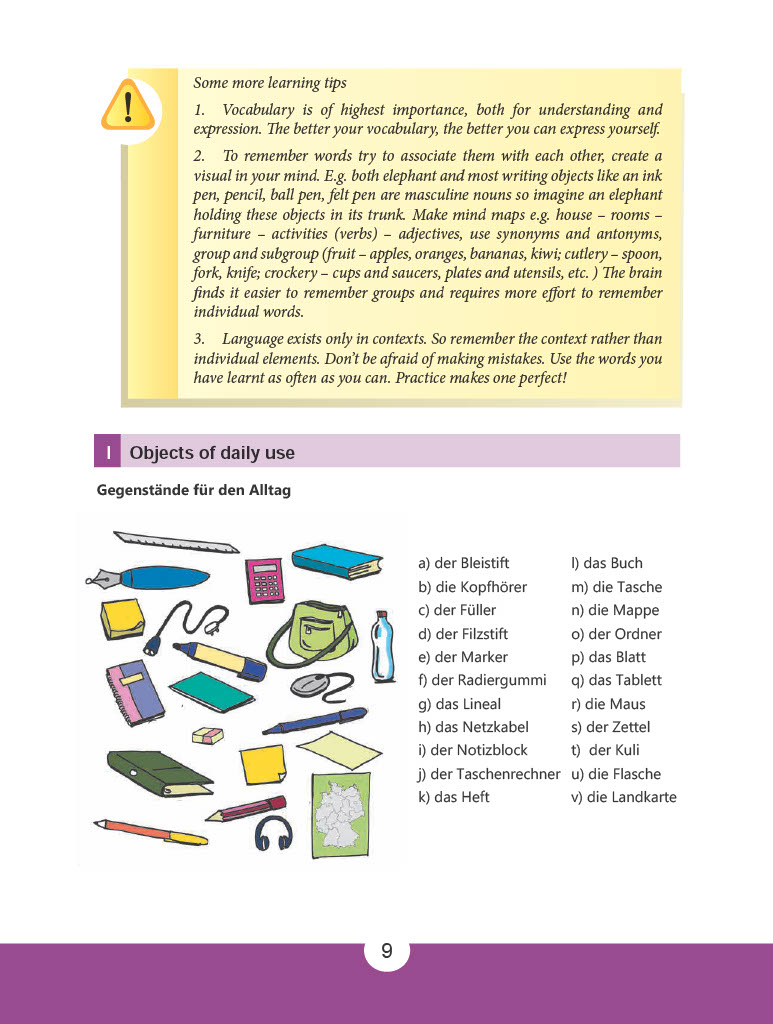 Some more learning tips
1. Vocabulary is of highest importance, both for understanding and
expression. The better your vocabulary, the better you can express yourself.
2. To remember words try to associate them with each other, create a
visual in your mind. E.g. both elephant and most writing objects like an ink
pen, pencil, ball pen, felt pen are masculine nouns so imagine an elephant
holding these objects in its trunk. Make mind maps e.g. house – rooms –
furniture – activities (verbs) – adjectives, use synonyms and antonyms,
group and subgroup (fruit – apples, oranges, bananas, kiwi; cutlery – spoon,
fork, knife; crockery – cups and saucers, plates and utensils, etc. ) The brain
finds it easier to remember groups and requires more effort to remember
individual words.
3. Language exists only in contexts. So remember the context rather than
individual elements. Don't be afraid of making mistakes. Use the words you
have learnt as often as you can. Practice makes one perfect!
I Objects of daily use
Gegenstände für den Alltag
a) der Bleistift
b) die Kopfhörer
c) der Füller
d) der Filzstift
e) der Marker
f) der Radiergummi
g) das Lineal
h) das Netzkabel
i) der Notizblock
j) der Taschenrechner
k) das Heft
l) das Buch
m) die Tasche
n) die Mappe
o) der Ordner
p) das Blatt
q) das Tablett
r) die Maus
s) der Zettel
t) der Kuli
u) die Flasche
v) die Landkarte
9